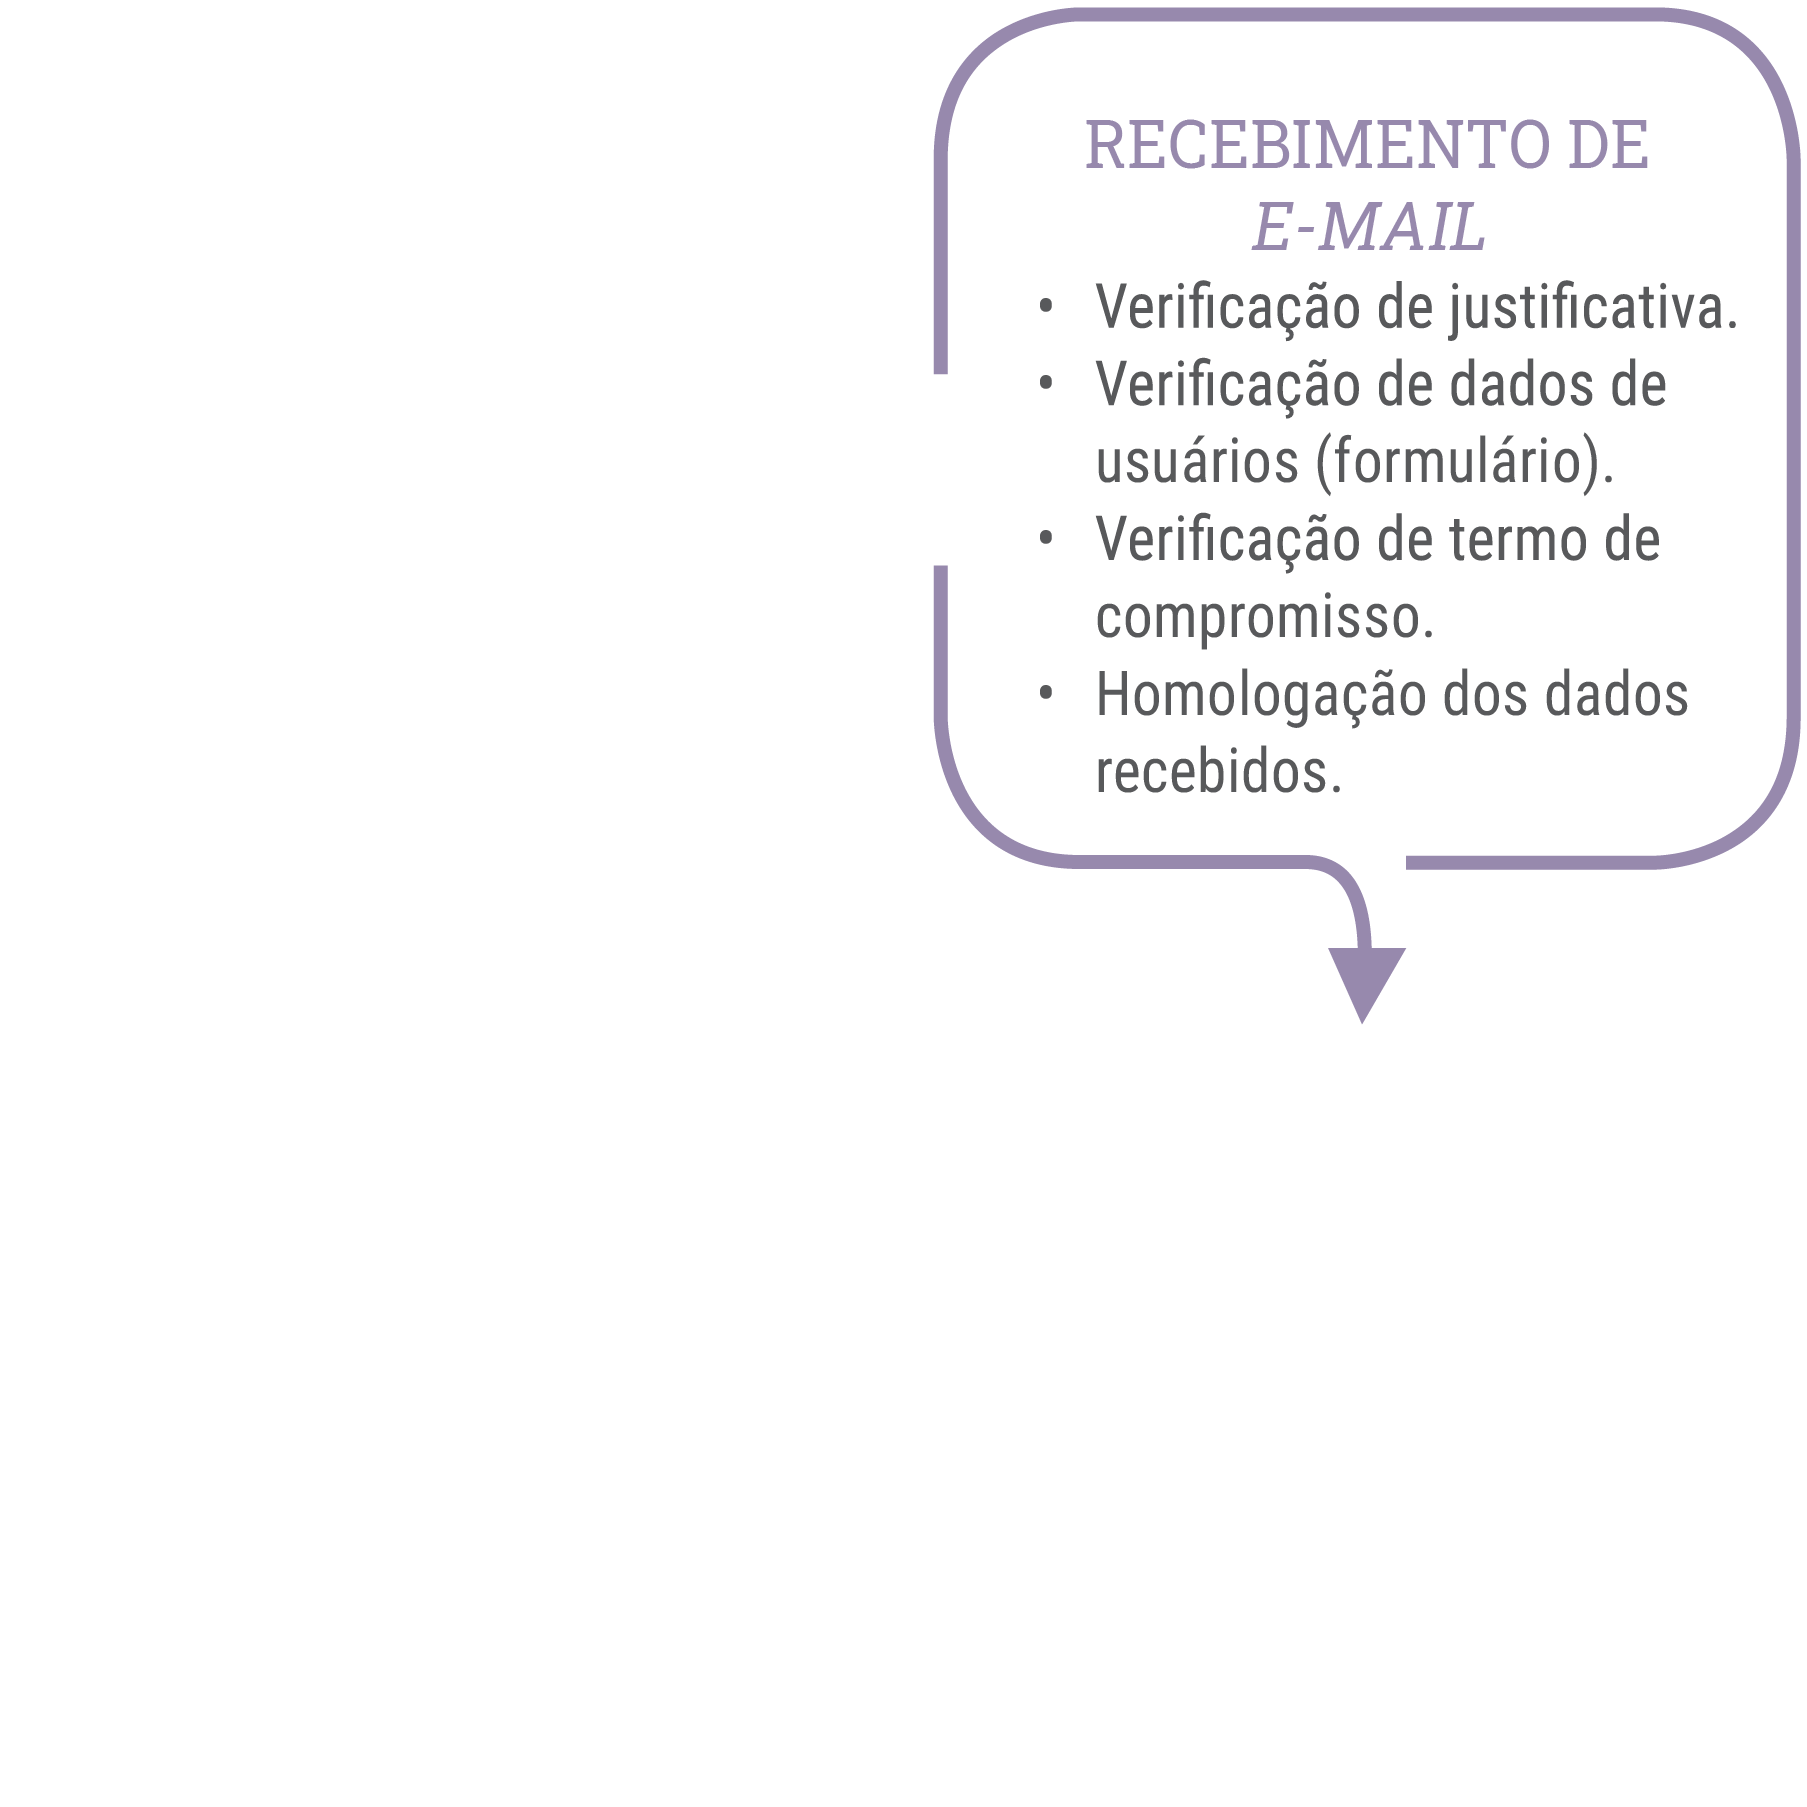 RECEBIMENTO DE
E-MAIL
• Verificação de justificativa.
• Verificação de dados de
usuários (formulário).
• Verificação de termo de
compromisso.
• Homologação dos dados
recebidos.